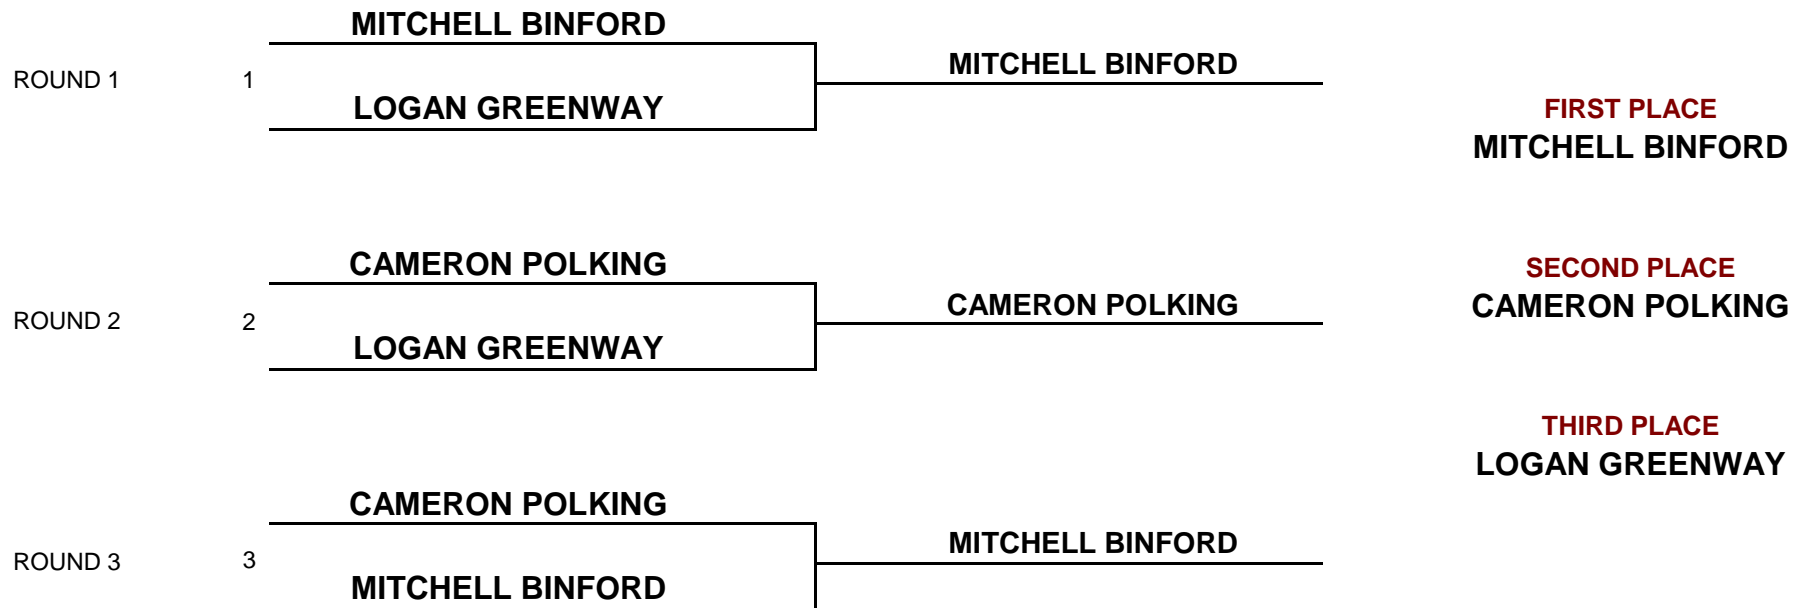 MITCHELL BINFORD
ROUND 1
1
MITCHELL BINFORD
LOGAN GREENWAY
FIRST PLACE
MITCHELL BINFORD
CAMERON POLKING
ROUND 2
2
CAMERON POLKING
LOGAN GREENWAY
SECOND PLACE
CAMERON POLKING
THIRD PLACE
LOGAN GREENWAY
CAMERON POLKING
ROUND 3
3
MITCHELL BINFORD
MITCHELL BINFORD